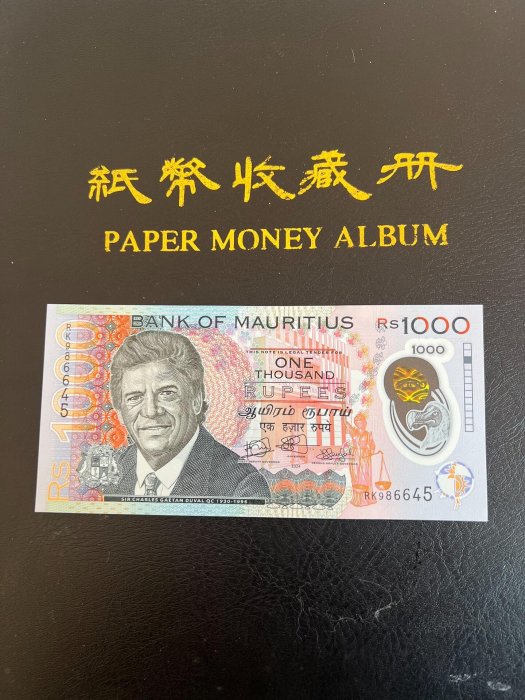 紙幣收藏册
PAPER MONEY ALBUM
BANK OF MAURITIUS
RS1000
RK986645
Rs 1000
THIS NOTE IS LEGAL TENDER FOR
ONE
THOUSAND
RUPEES
ஆயிரம் ரூபாய்
एक हज़ार रुपये
1000
RK986645
SIR CHARLES GAETAN DUVAL QC 1930-1996